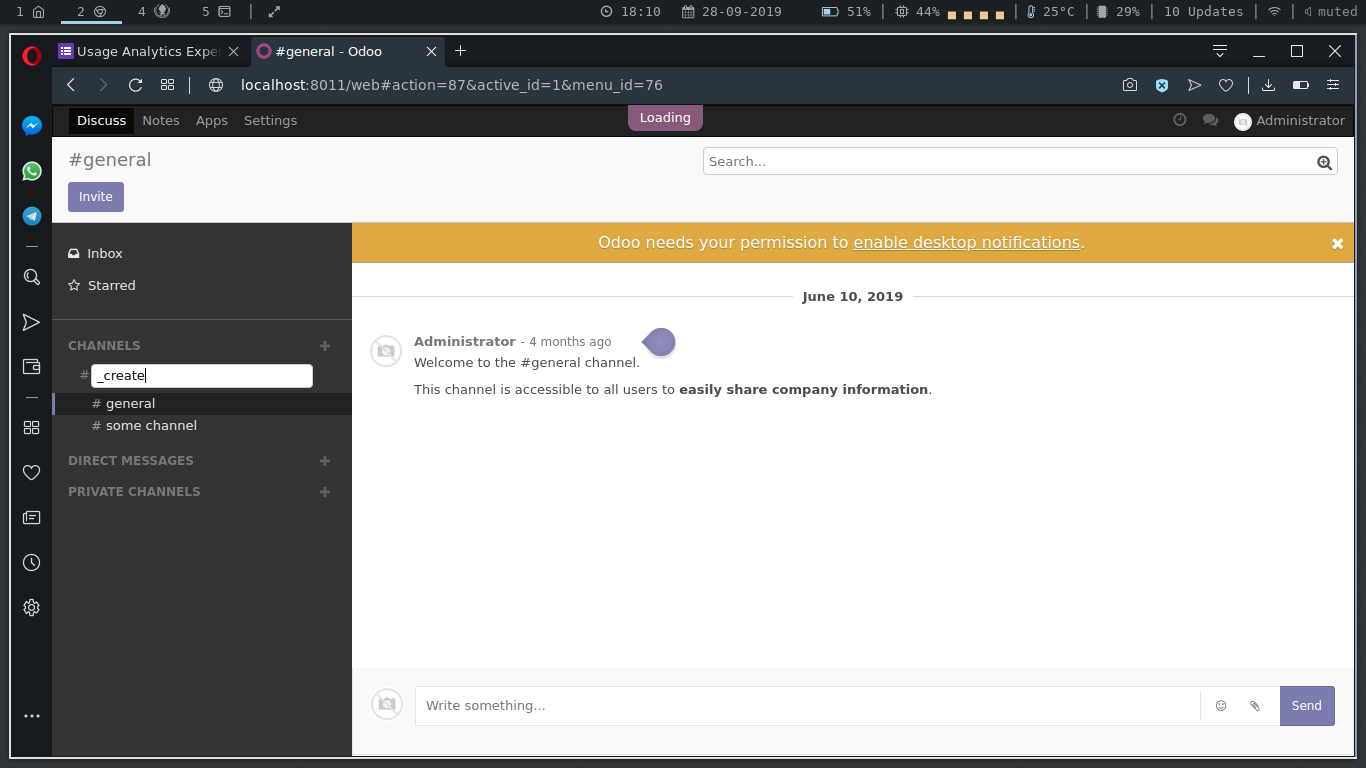 1 2 4 5 18:10 28-09-2019 51% 44% 25°C 29% 10 Updates muted
Usage Analytics Expe #general - Odoo
localhost:8011/web#action=87&active_id=1&menu_id=76
Discuss Notes Apps Settings Loading Administrator
#general Search...
Invite
Odoo needs your permission to enable desktop notifications.
Inbox
Starred
June 10, 2019
CHANNELS
Administrator - 4 months ago
Welcome to the #general channel.
# _create
This channel is accessible to all users to easily share company information.
# general
# some channel
DIRECT MESSAGES
PRIVATE CHANNELS
Write something... Send